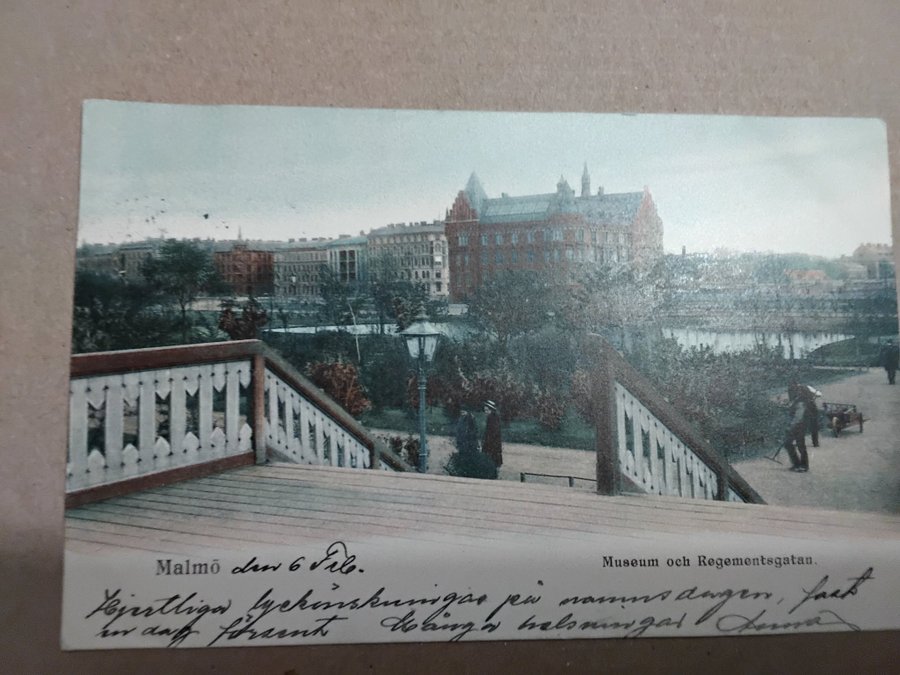 Malmö den 6 Feb.
Museum och Regementsgatan.
Hjertliga lyckönskningar på namnsdagen, fast
en dag försent Många helsningar